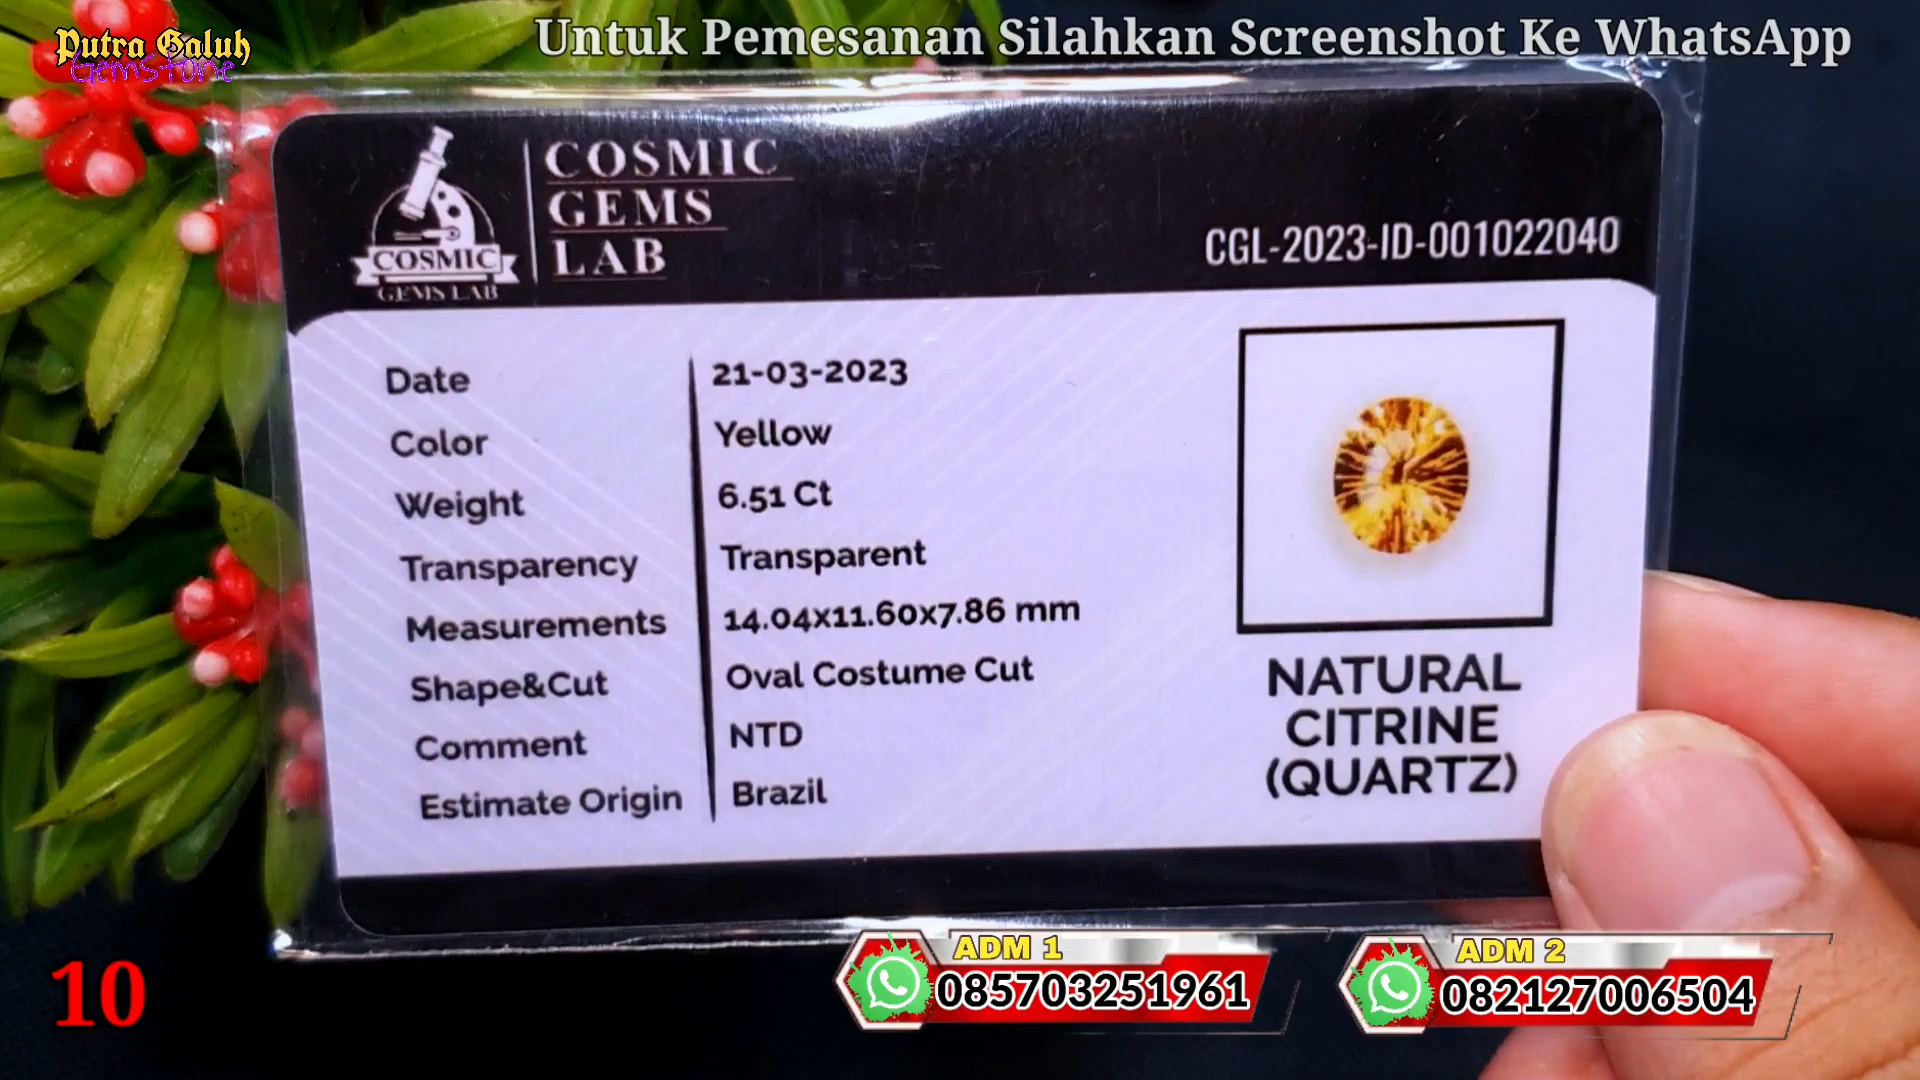 Putra Galuh
GemStone
Untuk Pemesanan Silahkan Screenshot Ke WhatsApp
COSMIC
GEMS LAB
COSMIC
GEMS
LAB
CGL-2023-ID-001022040
Date 21-03-2023
Color Yellow
Weight 6.51 Ct
Transparency Transparent
Measurements 14.04x11.60x7.86 mm
Shape&Cut Oval Costume Cut
Comment NTD
Estimate Origin Brazil
NATURAL
CITRINE
(QUARTZ)
10
ADM 1
085703251961
ADM 2
082127006504